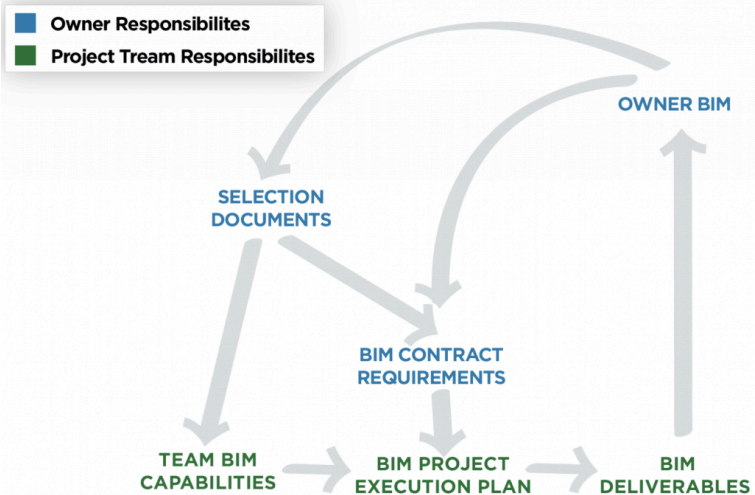 Owner Responsibilites
Project Tream Responsibilites
OWNER BIM
SELECTION
DOCUMENTS
BIM CONTRACT
REQUIREMENTS
TEAM BIM
CAPABILITIES
BIM PROJECT
EXECUTION PLAN
BIM
DELIVERABLES